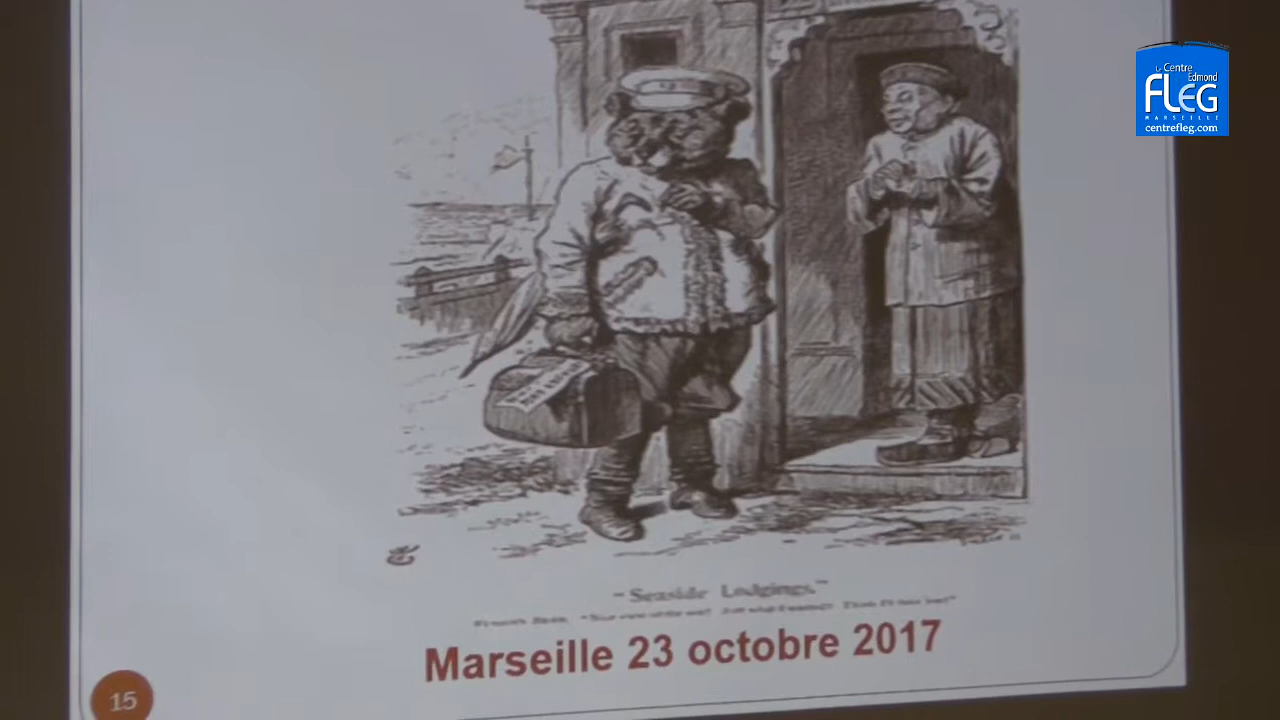 Le Centre
Edmond
FLEG
MARSEILLE
centrefleg.com
"Seaside Lodgings."
Marseille 23 octobre 2017
15